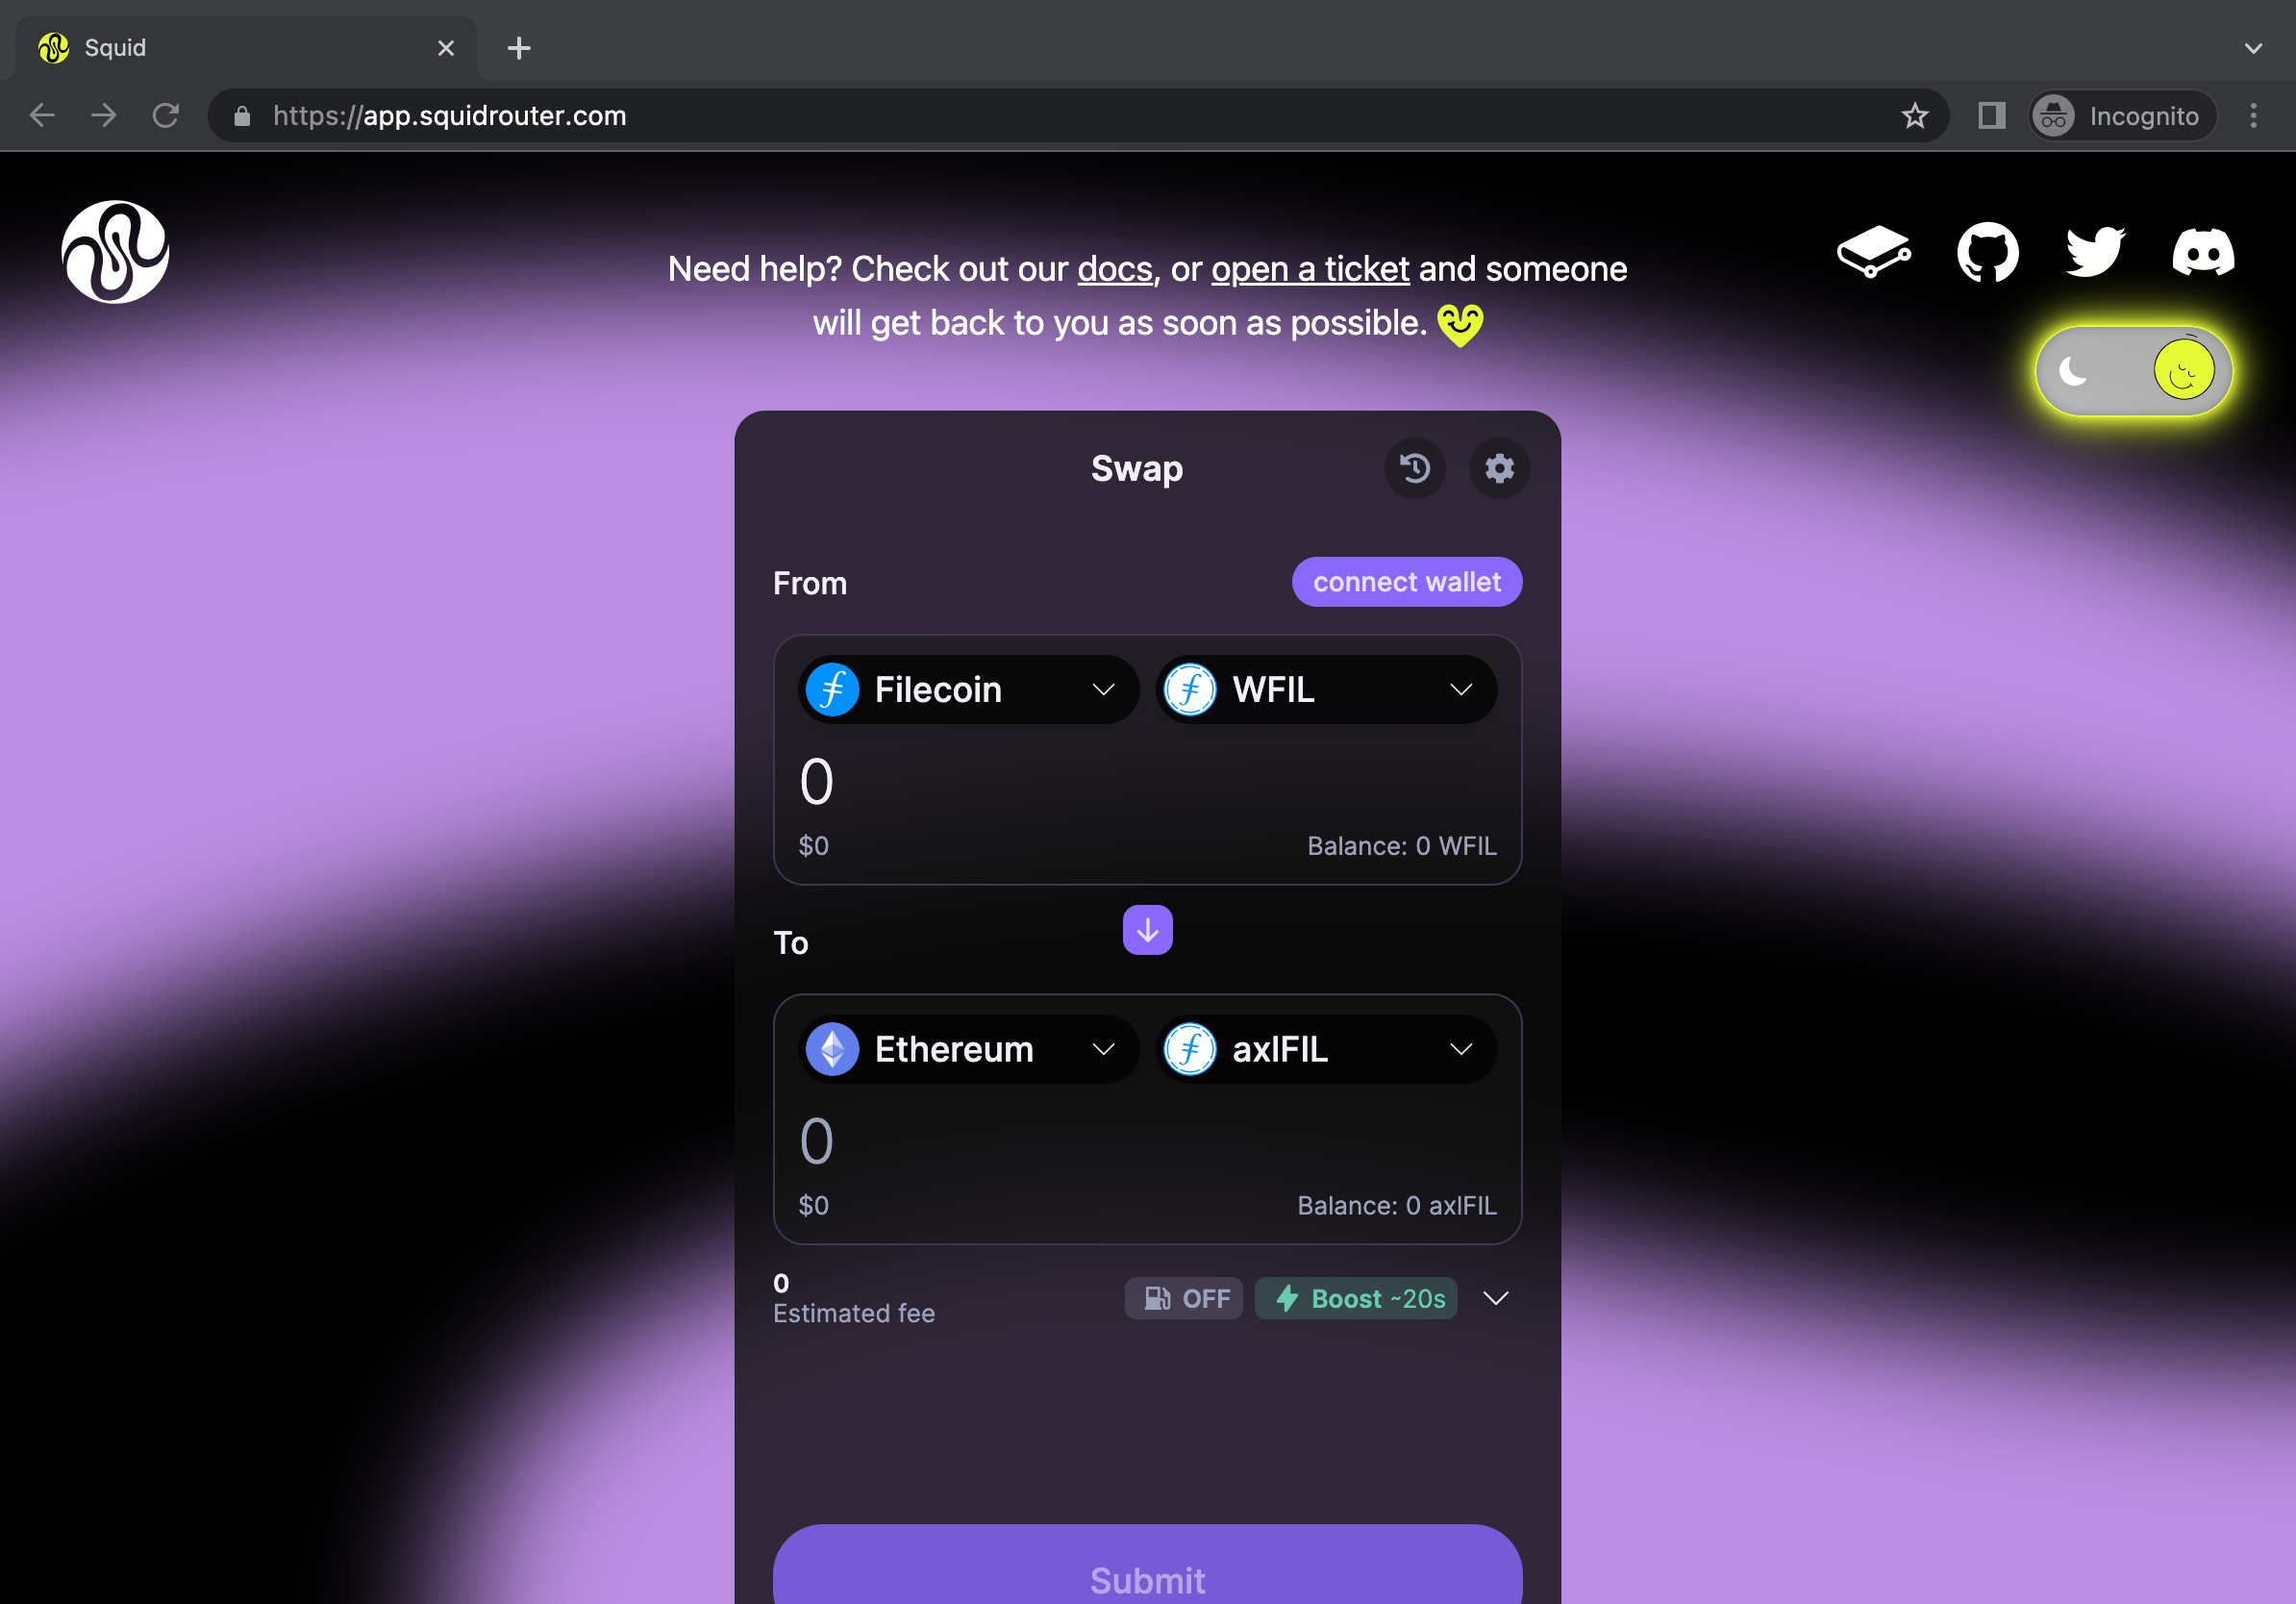 Squid
https://app.squidrouter.com
Incognito
Need help? Check out our docs, or open a ticket and someone
will get back to you as soon as possible.
Swap
From
connect wallet
Filecoin
WFIL
0
$0
Balance: 0 WFIL
To
Ethereum
axlFIL
0
$0
Balance: 0 axlFIL
0
Estimated fee
OFF
Boost ~20s
Submit